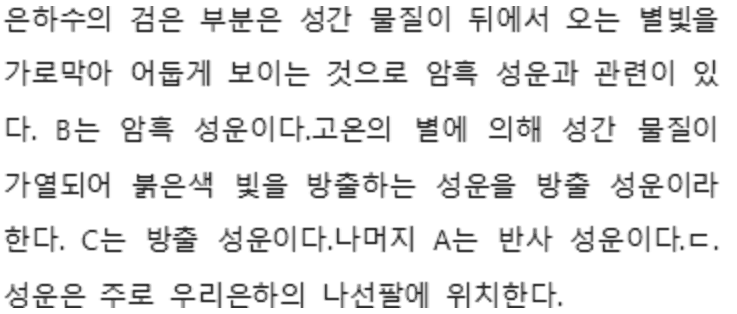 은하수의 검은 부분은 성간 물질이 뒤에서 오는 별빛을
가로막아 어둡게 보이는 것으로 암흑 성운과 관련이 있
다. B는 암흑 성운이다.고온의 별에 의해 성간 물질이
가열되어 붉은색 빛을 방출하는 성운을 방출 성운이라
한다. C는 방출 성운이다.나머지 A는 반사 성운이다.ㄷ.
성운은 주로 우리은하의 나선팔에 위치한다.